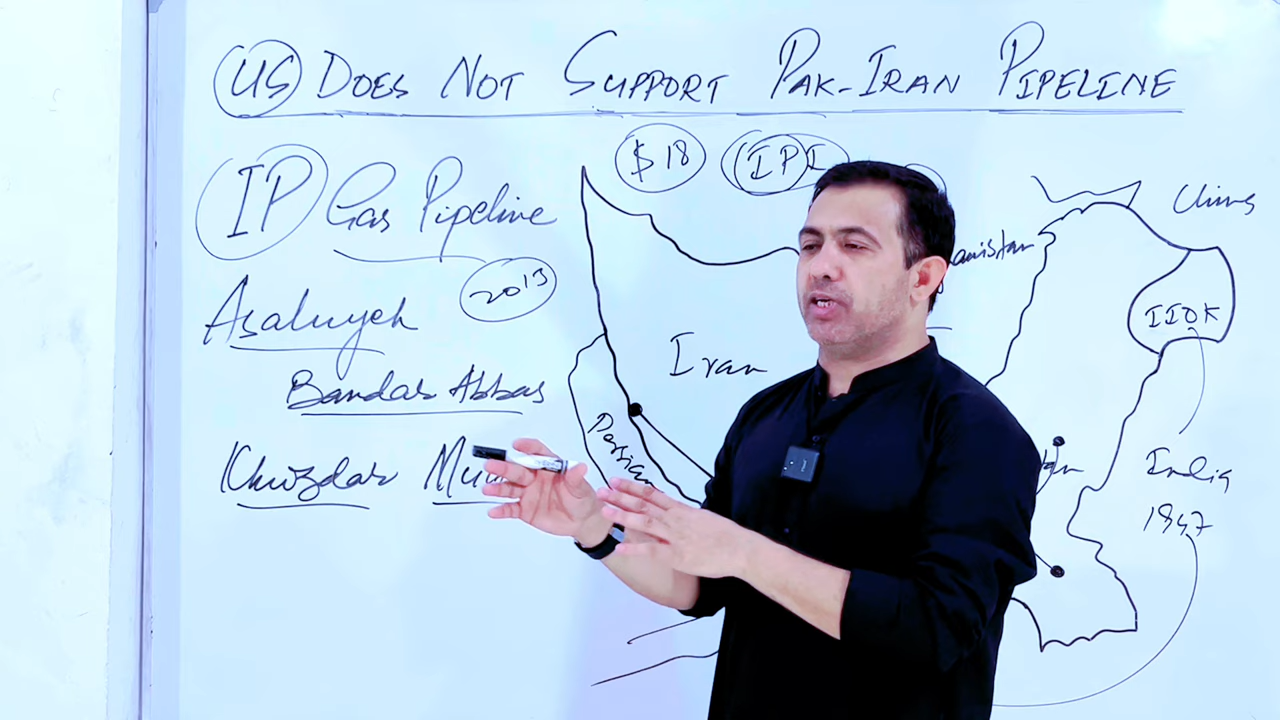 US DOES NOT SUPPORT PAK-IRAN PIPELINE
$18 IPI
IP Gas Pipeline
China
2013
Asaluyeh
IIOK
Iran
Bandar Abbas
Persian
Khuzdar
India
1947